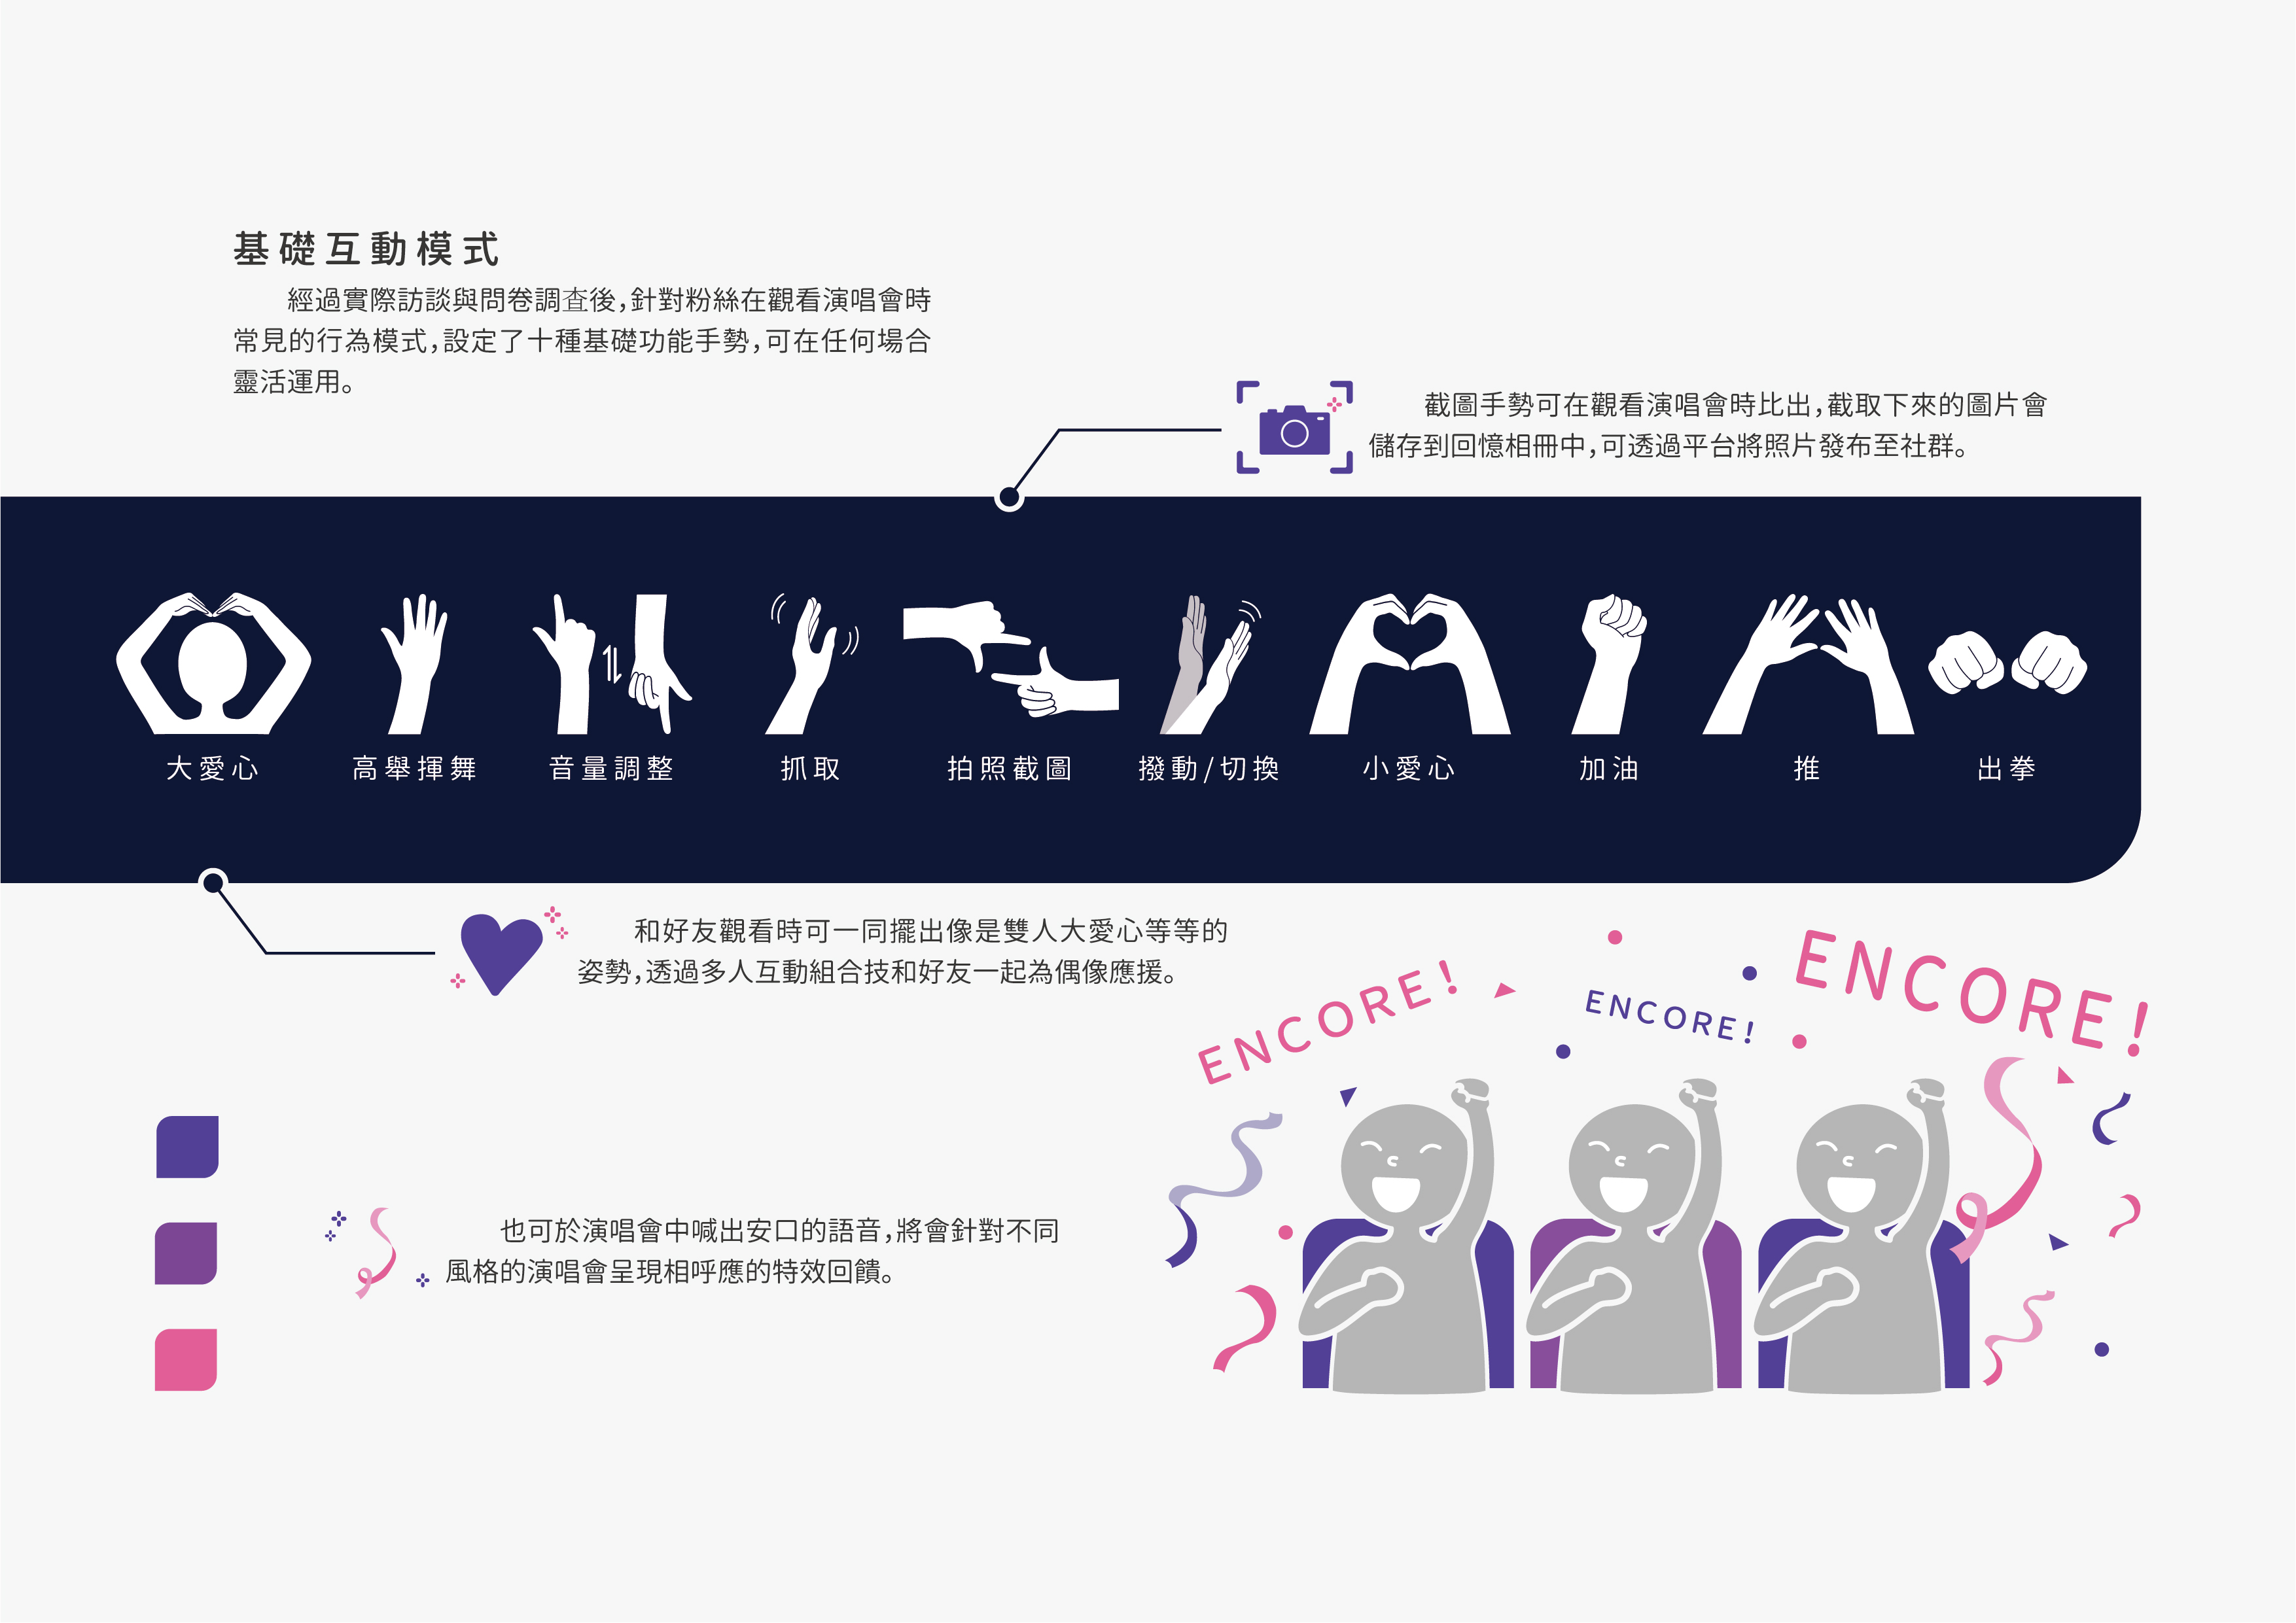 基礎互動模式
經過實際訪談與問卷調查後,針對粉絲在觀看演唱會時
常見的行為模式,設定了十種基礎功能手勢,可在任何場合
靈活運用。
截圖手勢可在觀看演唱會時比出,截取下來的圖片會
儲存到回憶相冊中,可透過平台將照片發布至社群。
大愛心
高舉揮舞
音量調整
抓取
拍照截圖
撥動/切換
小愛心
加油
推
出拳
和好友觀看時可一同擺出像是雙人大愛心等等的
姿勢,透過多人互動組合技和好友一起為偶像應援。
ENCORE!
ENCORE!
ENCORE!
也可於演唱會中喊出安口的語音,將會針對不同
風格的演唱會呈現相呼應的特效回饋。